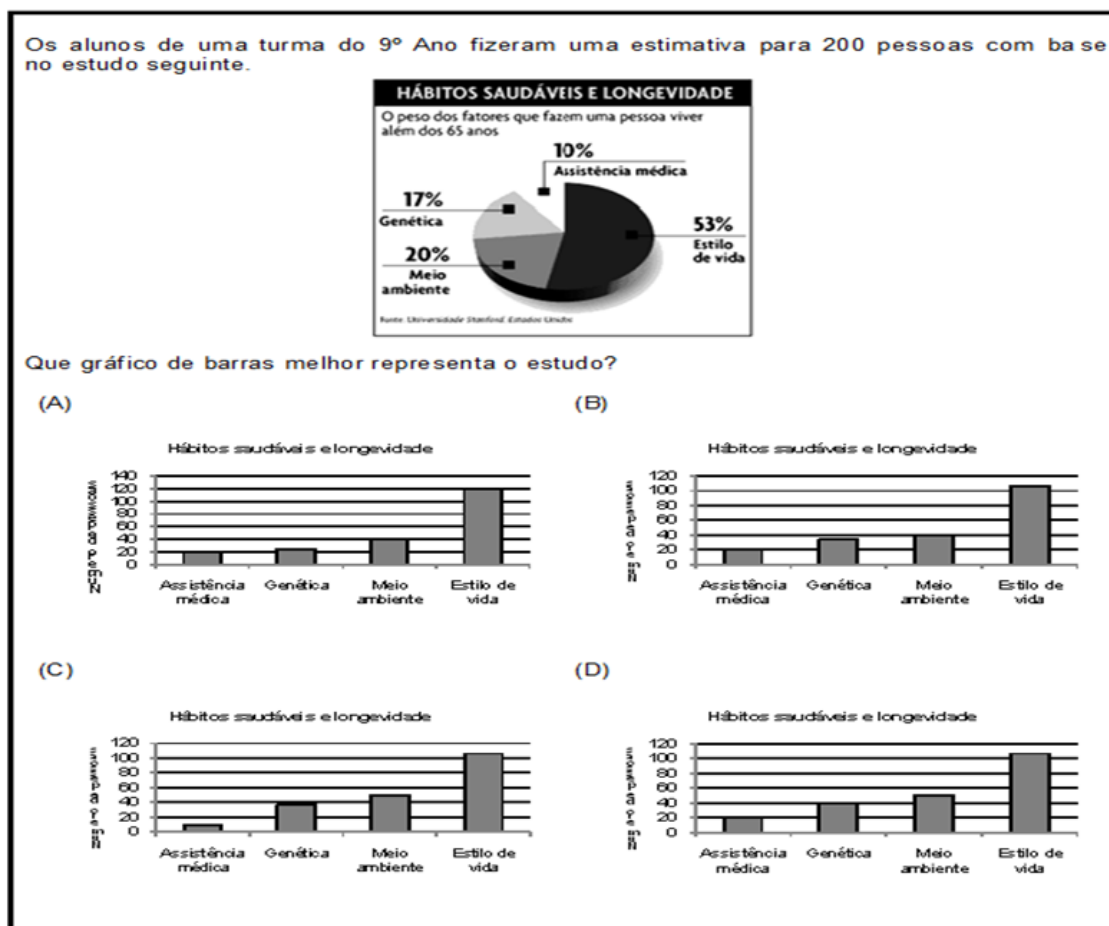 Os alunos de uma turma do 9º Ano fizeram uma estimativa para 200 pessoas com base
no estudo seguinte.
HÁBITOS SAUDÁVEIS E LONGEVIDADE
O peso dos fatores que fazem uma pessoa viver
além dos 65 anos
10%
Assistência médica
17%
Genética
53%
Estilo
de vida
20%
Meio
ambiente
Fonte: Universidade Stanford, Estados Unidos
Que gráfico de barras melhor representa o estudo?
(A)
Hábitos saudáveis e longevidade
140
120
100
80
60
40
20
0
Assistência médica
Genética
Meio ambiente
Estilo de vida
(B)
Hábitos saudáveis e longevidade
120
100
80
60
40
20
0
Assistência médica
Genética
Meio ambiente
Estilo de vida
(C)
Hábitos saudáveis e longevidade
120
100
80
60
40
20
0
Assistência médica
Genética
Meio ambiente
Estilo de vida
(D)
Hábitos saudáveis e longevidade
120
100
80
60
40
20
0
Assistência médica
Genética
Meio ambiente
Estilo de vida